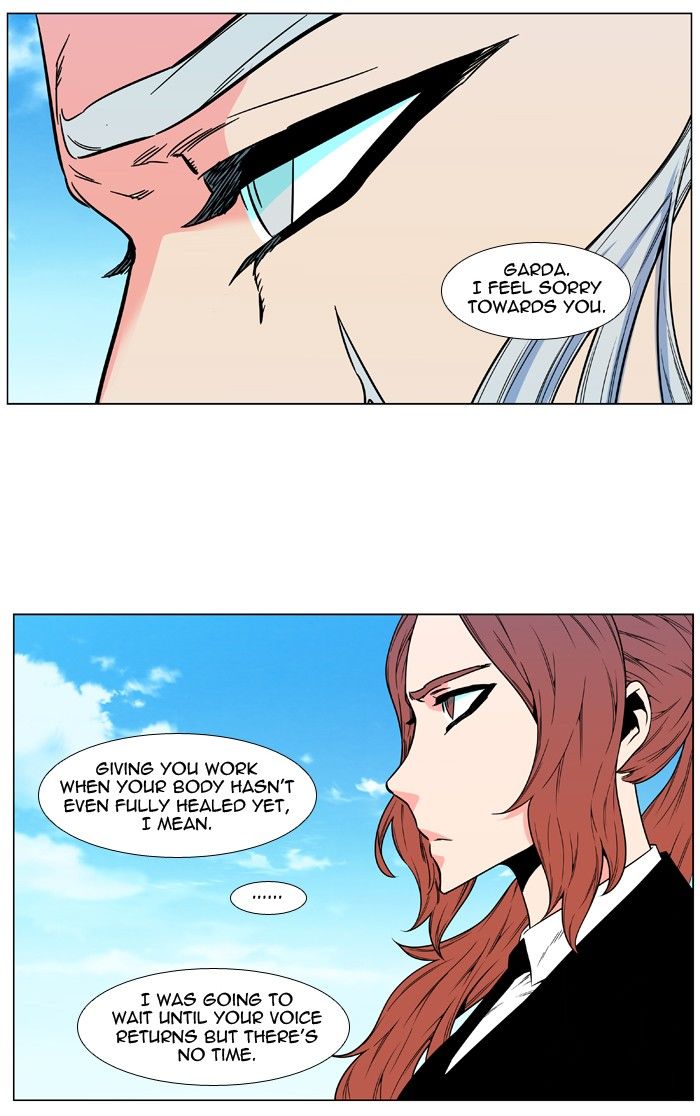 GARDA.
I FEEL SORRY
TOWARDS YOU.
GIVING YOU WORK
WHEN YOUR BODY HASN'T
EVEN FULLY HEALED YET,
I MEAN.
......
I WAS GOING TO
WAIT UNTIL YOUR VOICE
RETURNS BUT THERE'S
NO TIME.